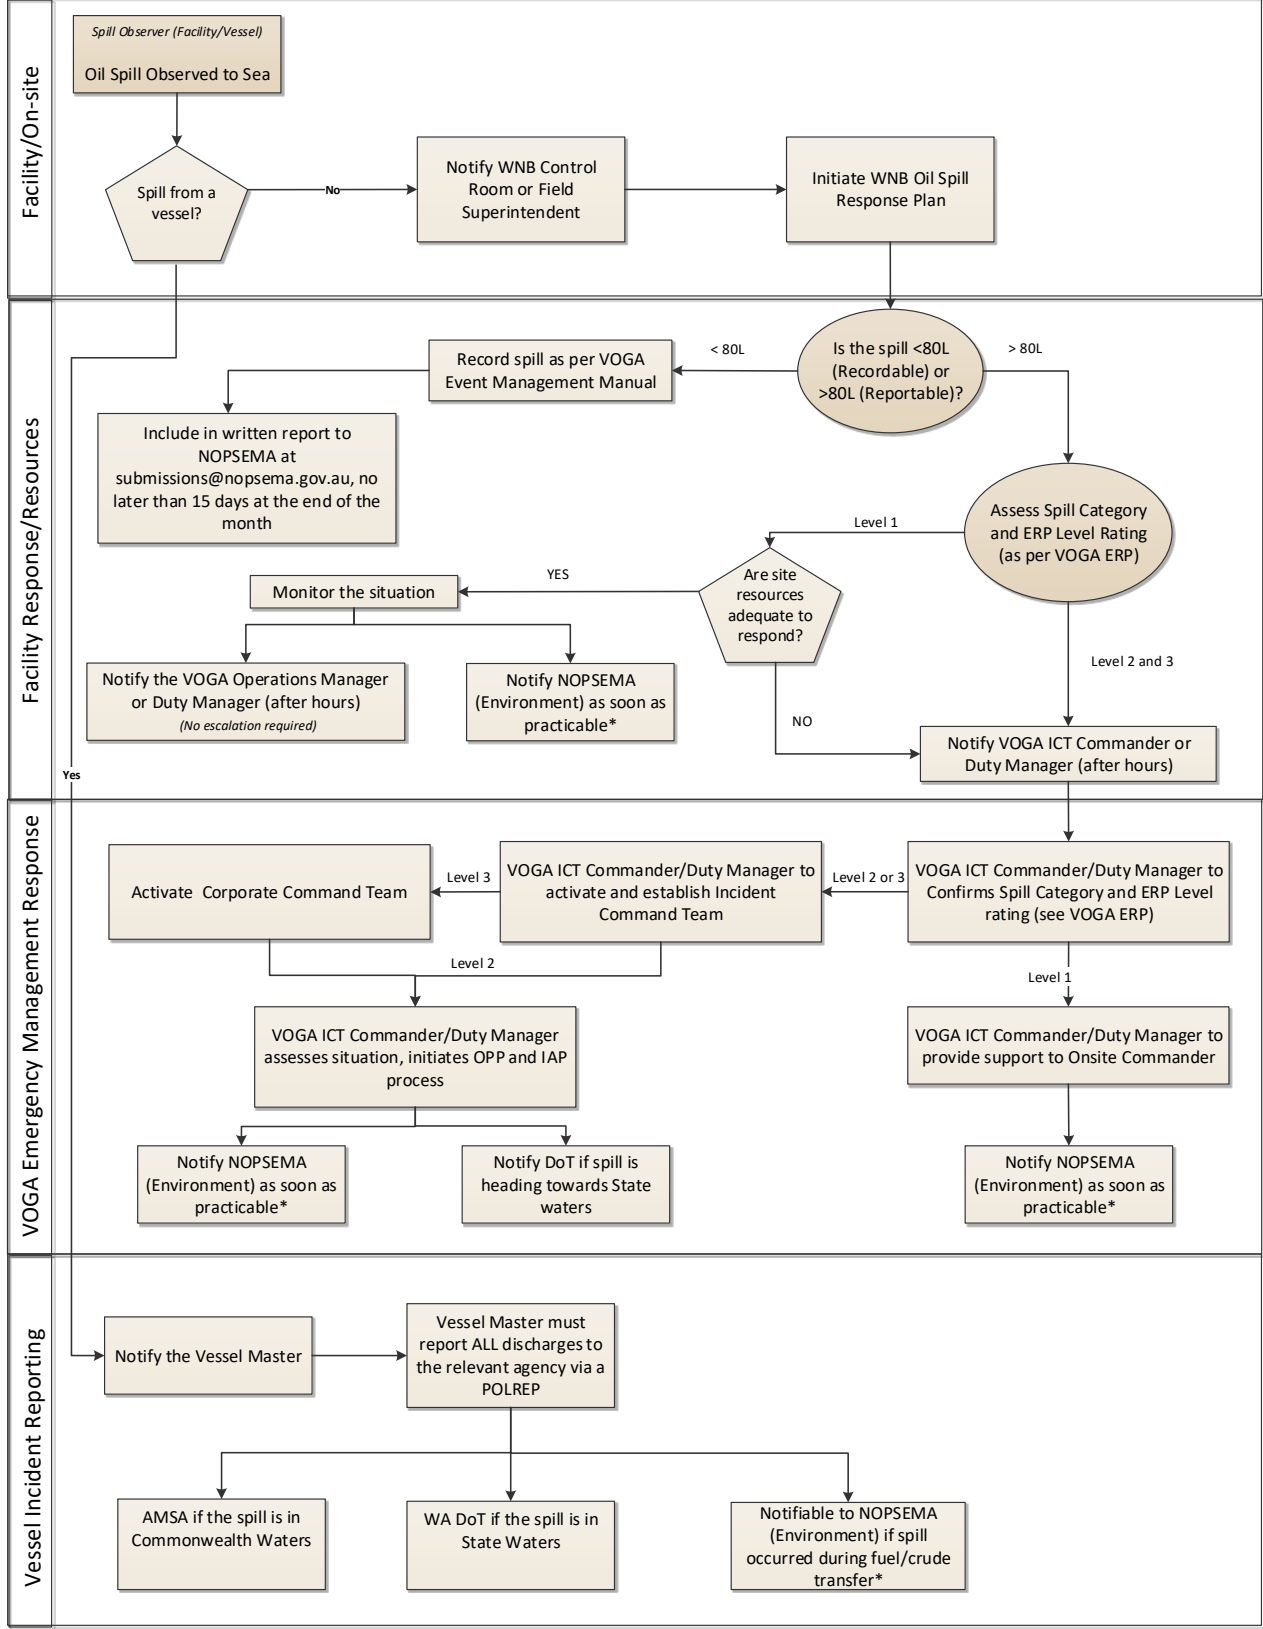 Facility/On-site
Spill Observer (Facility/Vessel)
Oil Spill Observed to Sea
Spill from a
vessel?
No
Notify WNB Control
Room or Field
Superintendent
Initiate WNB Oil Spill
Response Plan
Facility Response/Resources
Is the spill <80L
(Recordable) or
>80L (Reportable)?
< 80L
> 80L
Record spill as per VOGA
Event Management Manual
Include in written report to
NOPSEMA at
submissions@nopsema.gov.au, no
later than 15 days at the end of the
month
Assess Spill Category
and ERP Level Rating
(as per VOGA ERP)
Level 1
Are site
resources
adequate to
respond?
YES
Monitor the situation
Notify the VOGA Operations Manager
or Duty Manager (after hours)
(No escalation required)
Notify NOPSEMA
(Environment) as soon as
practicable*
NO
Level 2 and 3
Notify VOGA ICT Commander or
Duty Manager (after hours)
Yes
VOGA Emergency Management Response
VOGA ICT Commander/Duty Manager to
Confirms Spill Category and ERP Level
rating (see VOGA ERP)
Level 2 or 3
VOGA ICT Commander/Duty Manager to
activate and establish Incident
Command Team
Level 3
Activate Corporate Command Team
Level 2
Level 1
VOGA ICT Commander/Duty Manager
assesses situation, initiates OPP and IAP
process
VOGA ICT Commander/Duty Manager to
provide support to Onsite Commander
Notify NOPSEMA
(Environment) as soon as
practicable*
Notify DoT if spill is
heading towards State
waters
Notify NOPSEMA
(Environment) as soon as
practicable*
Vessel Incident Reporting
Notify the Vessel Master
Vessel Master must
report ALL discharges to
the relevant agency via a
POLREP
AMSA if the spill is in
Commonwealth Waters
WA DoT if the spill is in
State Waters
Notifiable to NOPSEMA
(Environment) if spill
occurred during fuel/crude
transfer*